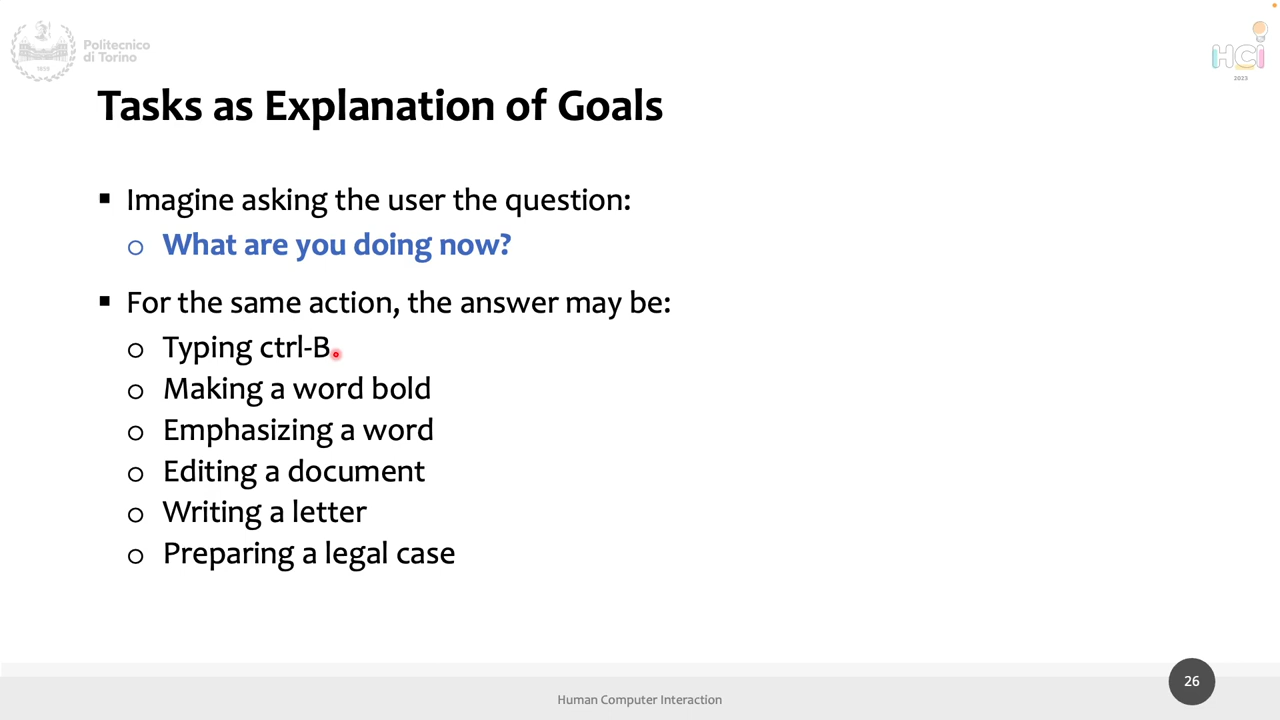 Politecnico
di Torino
1859
HCI
2023
Tasks as Explanation of Goals
▪ Imagine asking the user the question:
o What are you doing now?
▪ For the same action, the answer may be:
o Typing ctrl-B
o Making a word bold
o Emphasizing a word
o Editing a document
o Writing a letter
o Preparing a legal case
26
Human Computer Interaction